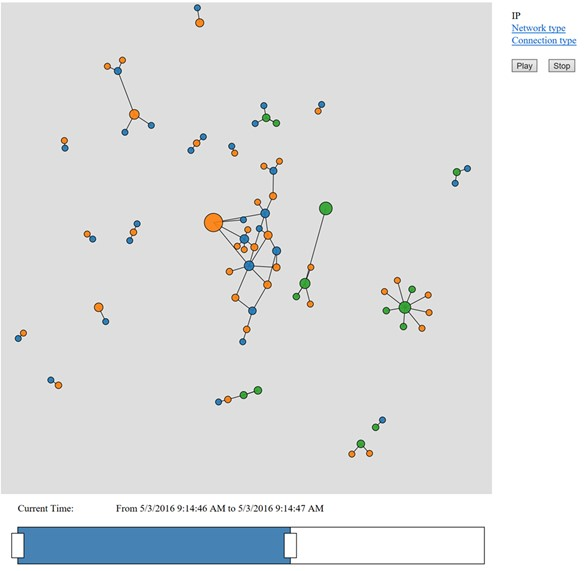 IP
Network type
Connection type
Play Stop
Current Time: From 5/3/2016 9:14:46 AM to 5/3/2016 9:14:47 AM